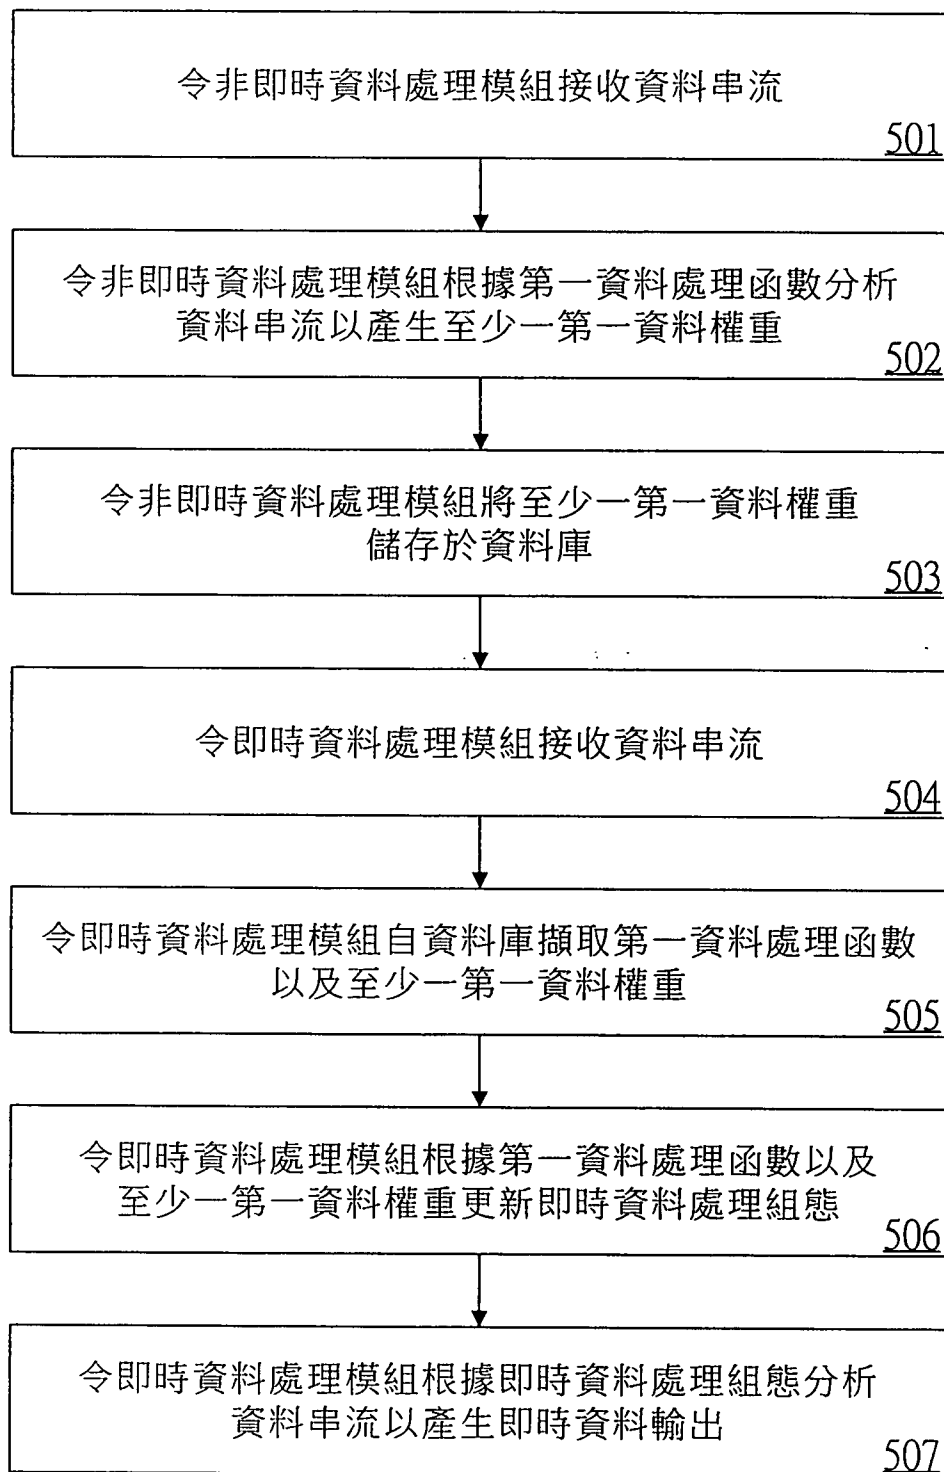 令非即時資料處理模組接收資料串流
501
令非即時資料處理模組根據第一資料處理函數分析
資料串流以產生至少一第一資料權重
502
令非即時資料處理模組將至少一第一資料權重
儲存於資料庫
503
令即時資料處理模組接收資料串流
504
令即時資料處理模組自資料庫擷取第一資料處理函數
以及至少一第一資料權重
505
令即時資料處理模組根據第一資料處理函數以及
至少一第一資料權重更新即時資料處理組態
506
令即時資料處理模組根據即時資料處理組態分析
資料串流以產生即時資料輸出
507